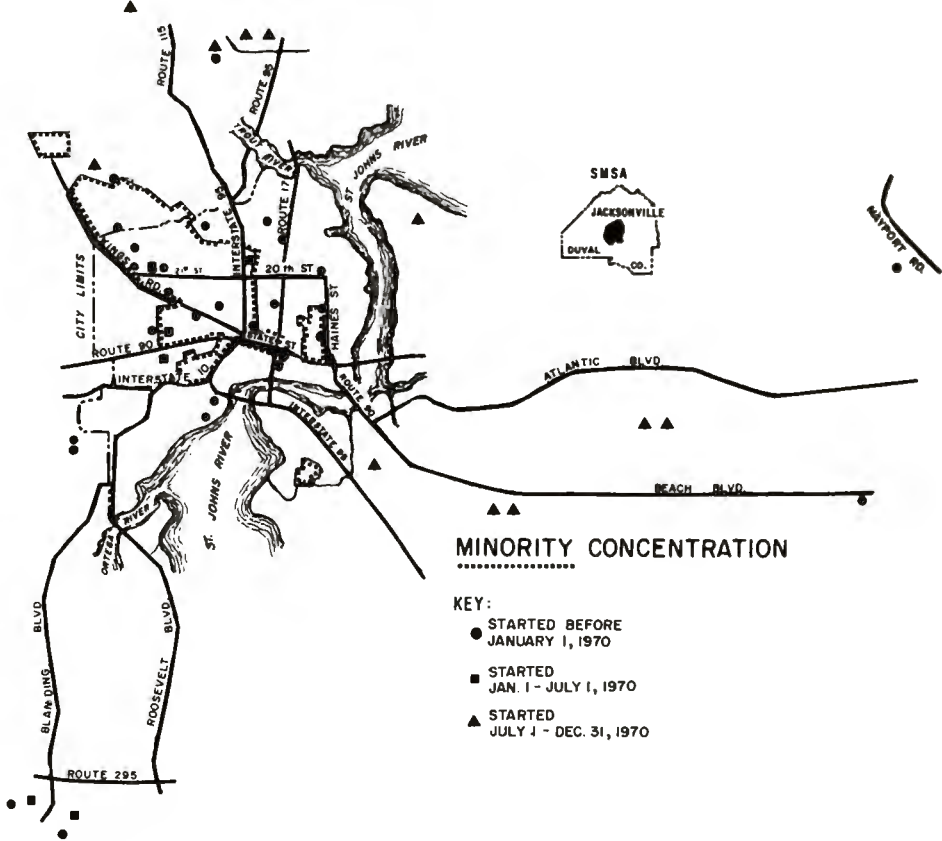 ROUTE 115
ROUTE 95
TROUT RIVER
ST JOHNS RIVER
SMSA
JACKSONVILLE
DUVAL
CO.
MAYPORT RD.
INTERSTATE 95
ROUTE 17
KINGS RD.
21ST ST
20th ST
CITY LIMITS
HAINES ST
STATE ST
ROUTE 90
INTERSTATE 10
ROUTE 90
ATLANTIC BLVD
INTERSTATE 95
ST. JOHNS RIVER
BEACH BLVD.
ORTEGA RIVER
MINORITY CONCENTRATION
KEY:
STARTED BEFORE
JANUARY 1, 1970
STARTED
JAN. 1 - JULY 1, 1970
STARTED
JULY 1 - DEC. 31, 1970
BLANDING BLVD.
ROOSEVELT BLVD.
ROUTE 295